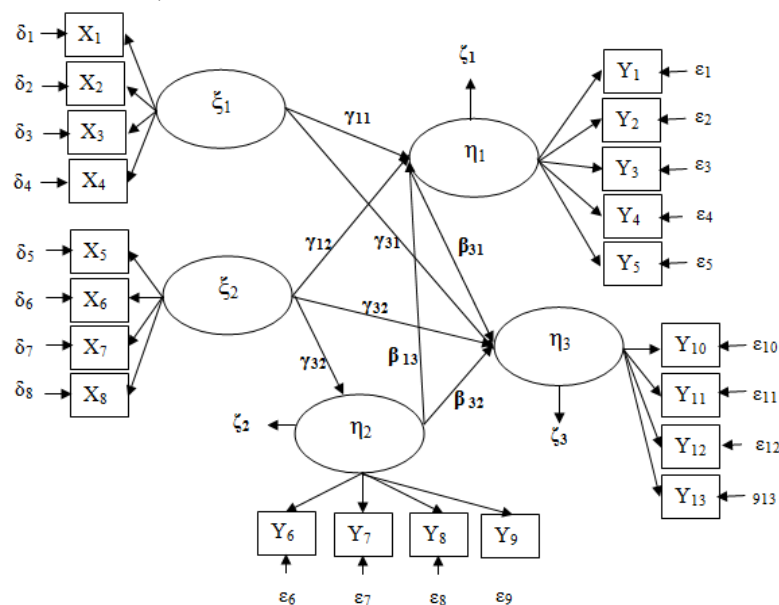 δ1
X1
δ2
X2
δ3
X3
δ4
X4
ξ1
γ11
ζ1
η1
Y1
ε1
Y2
ε2
Y3
ε3
Y4
ε4
Y5
ε5
γ12
γ31
β31
δ5
X5
δ6
X6
δ7
X7
δ8
X8
ξ2
γ32
γ32
β 13
β32
η3
ζ3
Y10
ε10
Y11
ε11
Y12
ε12
Y13
913
ζ2
η2
Y6
Y7
Y8
Y9
ε6
ε7
ε8
ε9